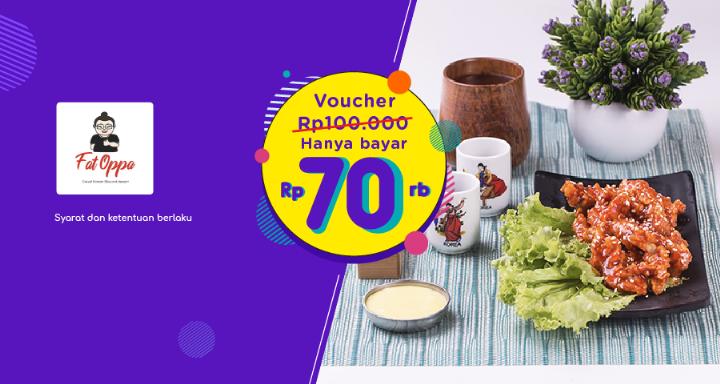 Fat Oppa
Syarat dan ketentuan berlaku
Voucher
Rp100.000
Hanya bayar
Rp 70 rb
KOREA